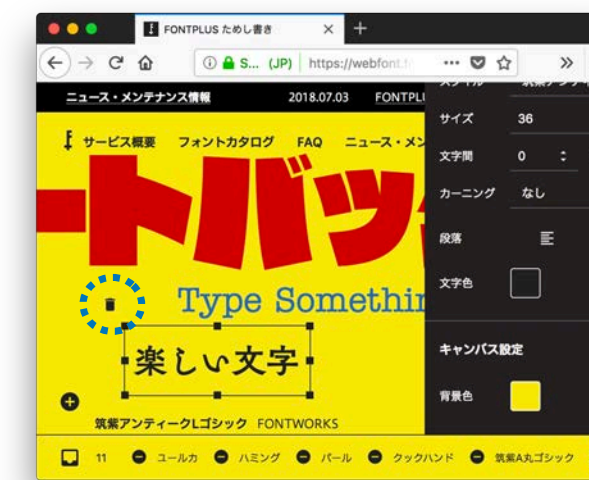 FONTPLUS ためし書き
S... (JP) https://webfont.f
ニュース・メンテナンス情報 2018.07.03 FONTPLU
サービス概要 フォントカタログ FAQ ニュース・メン
サイズ 36
文字間 0
カーニング なし
段落
文字色
キャンバス設定
背景色
ートバック
Type Somethin
楽しい文字
筑紫アンティークLゴシック FONTWORKS
11 ユールカ ハミング パール クックハンド 筑紫A丸ゴシック